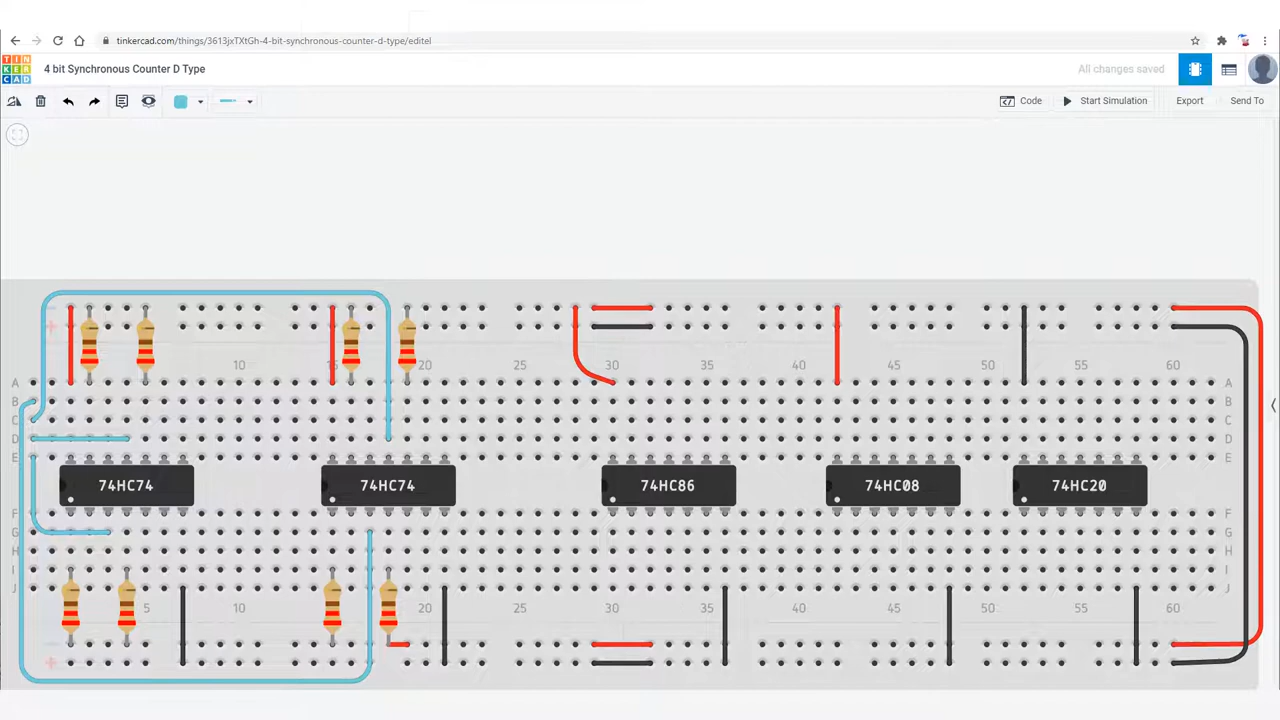 tinkercad.com/things/3613jxTXtGh-4-bit-synchronous-counter-d-type/editel
TIN
KER
CAD
4 bit Synchronous Counter D Type
All changes saved
Code
Start Simulation
Export
Send To
10 15 20 30 35 40 45 50 55 60
A A
B B
C C
D D
E E
74HC74 74HC74 74HC86 74HC08 74HC20
F F
G G
H H
I I
J J
5 10 20 25 30 35 40 45 50 55 60